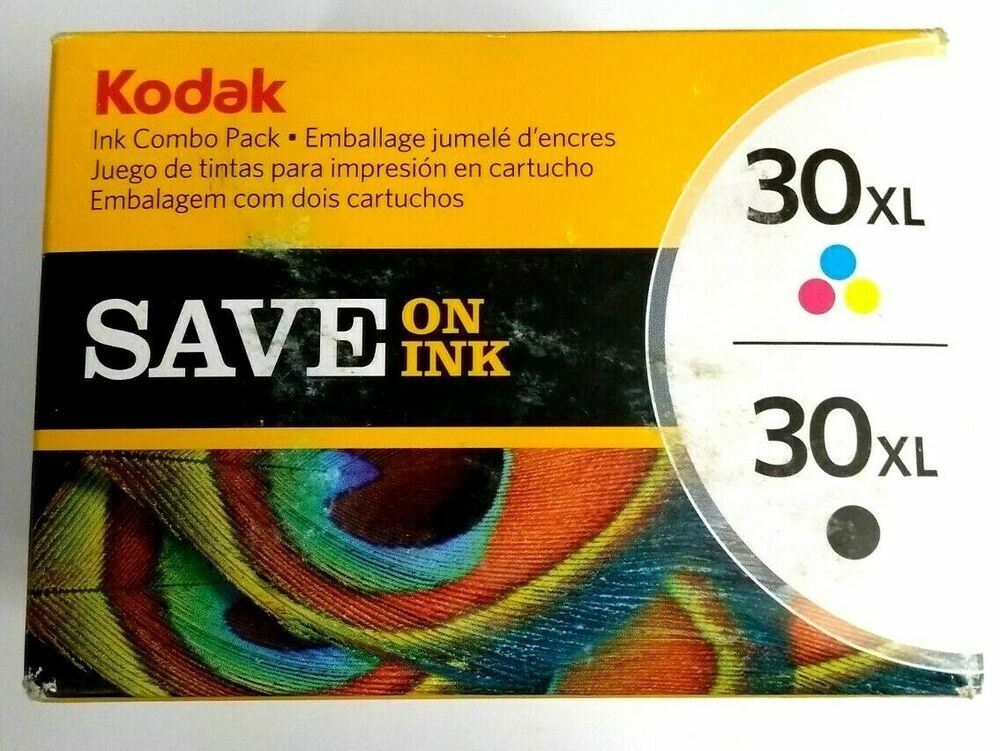 Kodak
Ink Combo Pack ▪ Emballage jumelé d'encres
Juego de tintas para impresión en cartucho
Embalagem com dois cartuchos
SAVE ON INK
30XL
30XL